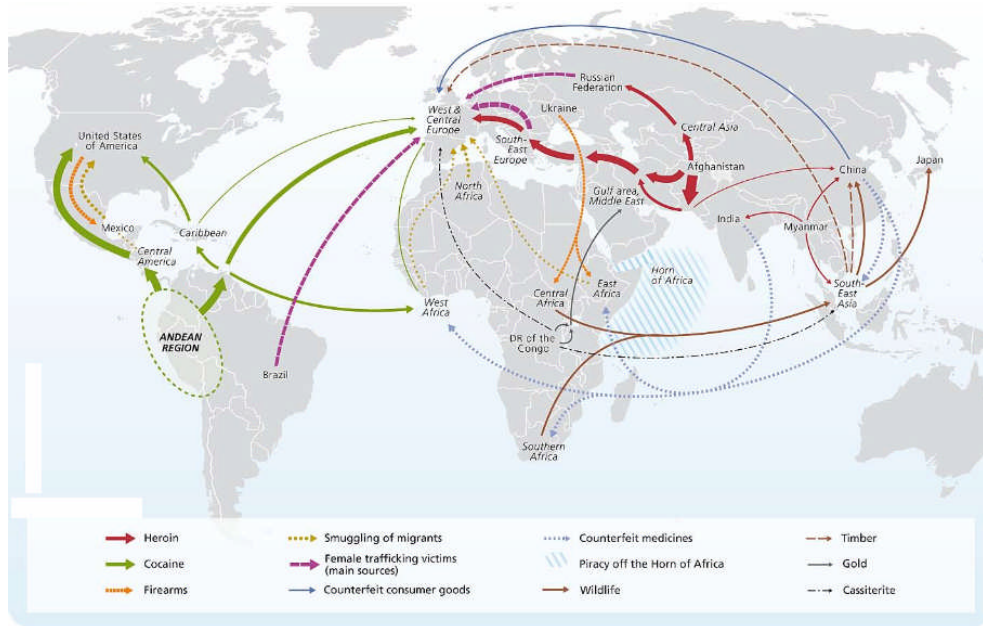 Russian
Federation
West &
Central
Europe
Ukraine
United States
of America
South-
East
Europe
Central Asia
Japan
Afghanistan
China
North
Africa
Gulf area,
Middle East
Mexico
Caribbean
India
Myanmar
Central
America
Horn
of Africa
West
Africa
Central
Africa
East
Africa
South-
East
Asia
ANDEAN
REGION
DR of the
Congo
Brazil
Southern
Africa
Heroin
Smuggling of migrants
Counterfeit medicines
Timber
Cocaine
Female trafficking victims
(main sources)
Piracy off the Horn of Africa
Gold
Firearms
Counterfeit consumer goods
Wildlife
Cassiterite